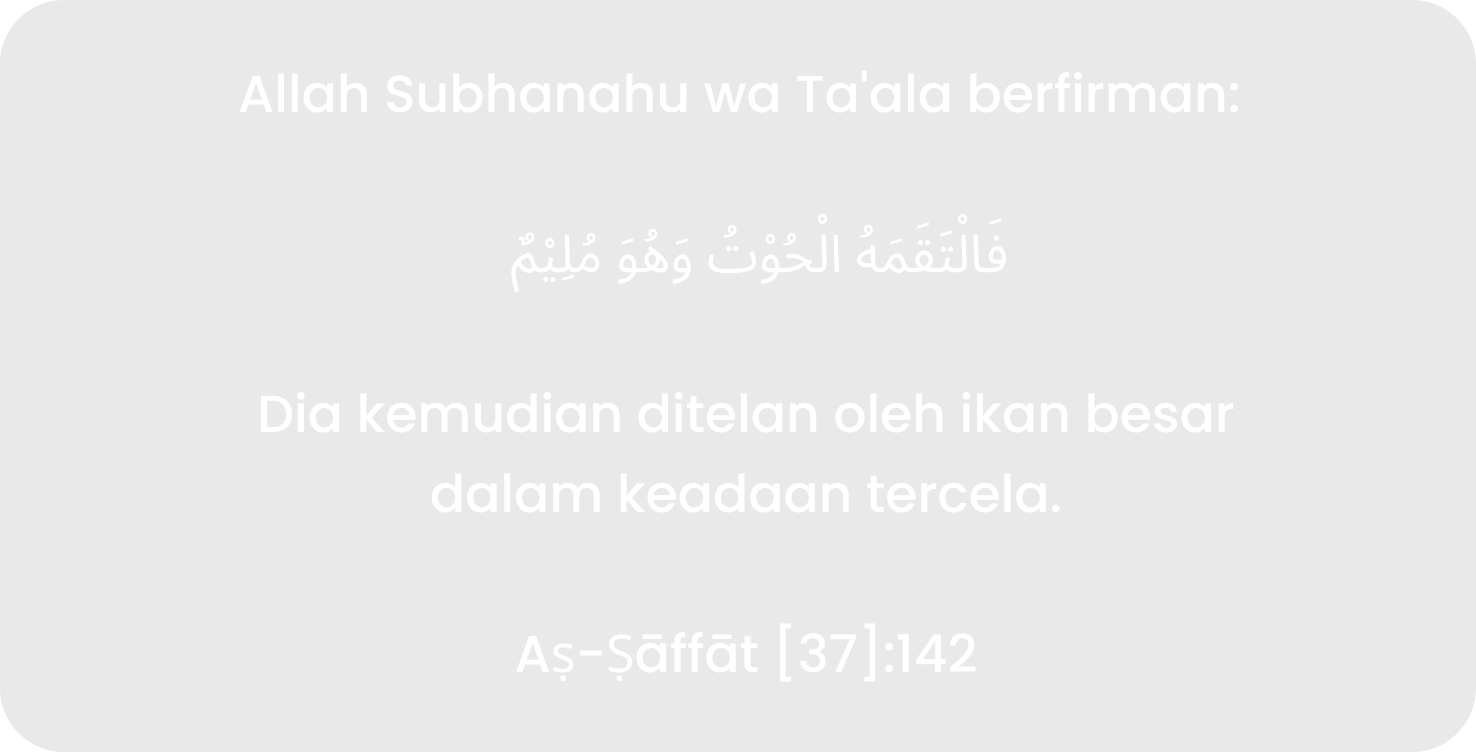 Allah Subhanahu wa Ta'ala berfirman:
فَالْتَقَمَهُ الْحُوْتُ وَهُوَ مُلِيْمٌ
Dia kemudian ditelan oleh ikan besar
dalam keadaan tercela.
Aṣ-Ṣāffāt [37]:142